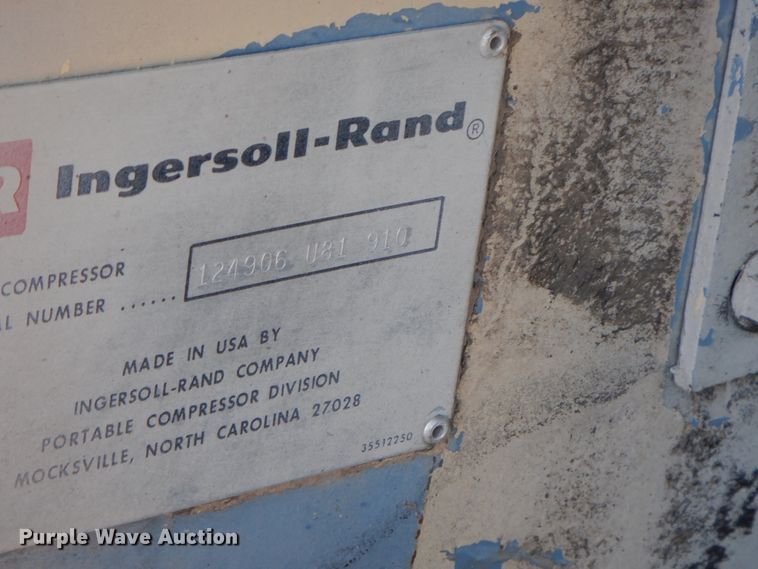 R Ingersoll-Rand®
COMPRESSOR
L NUMBER ......
124906 U81 910
MADE IN USA BY
INGERSOLL-RAND COMPANY
PORTABLE COMPRESSOR DIVISION
MOCKSVILLE, NORTH CAROLINA 27028
35512250
Purple Wave Auction